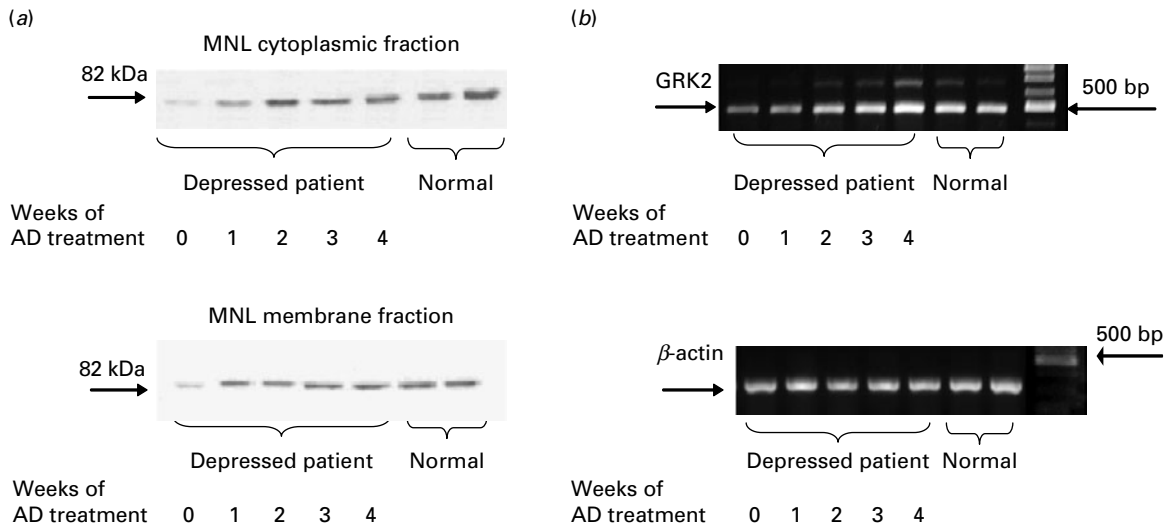 (a)
MNL cytoplasmic fraction
82 kDa
Depressed patient Normal
Weeks of
AD treatment 0 1 2 3 4
MNL membrane fraction
82 kDa
Depressed patient Normal
Weeks of
AD treatment 0 1 2 3 4
(b)
GRK2
500 bp
Depressed patient Normal
Weeks of
AD treatment 0 1 2 3 4
500 bp
β-actin
Depressed patient Normal
Weeks of
AD treatment 0 1 2 3 4